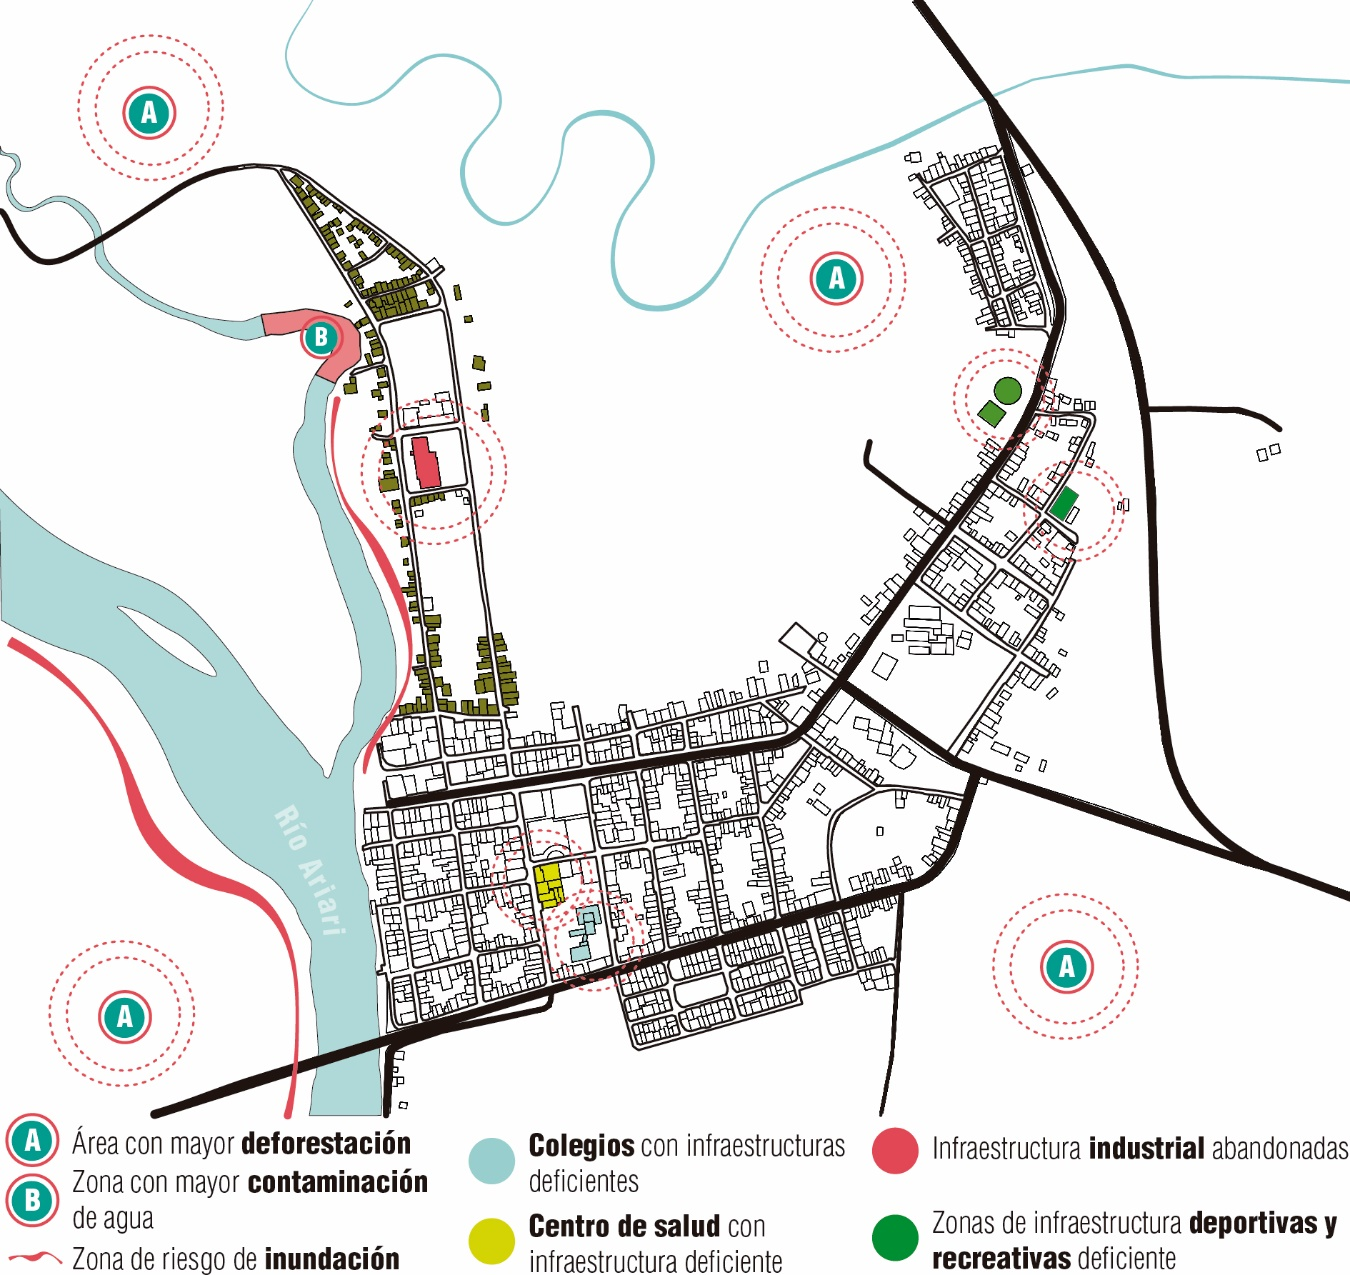 A
A
B
Río Ariari
A
A
A Área con mayor deforestación
B Zona con mayor contaminación
de agua
Zona de riesgo de inundación
Colegios con infraestructuras
deficientes
Centro de salud con
infraestructura deficiente
Infraestructura industrial abandonadas
Zonas de infraestructura deportivas y
recreativas deficiente